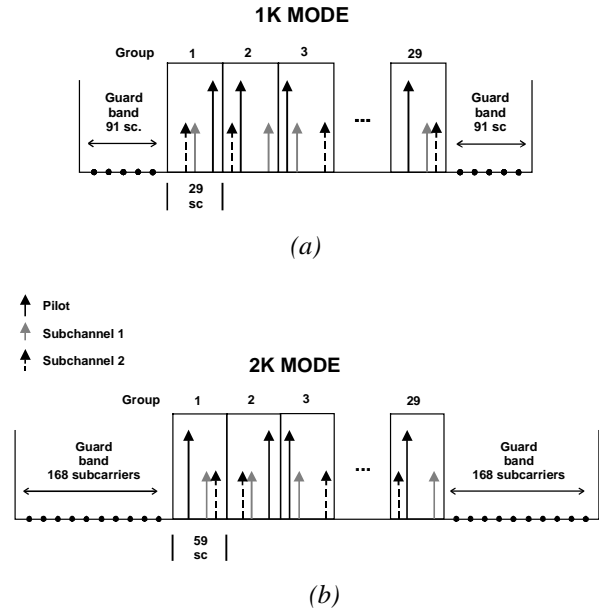 1K MODE
Group 1 2 3 29
Guard
band
91 sc.
...
Guard
band
91 sc
29
sc
(a)
Pilot
Subchannel 1
Subchannel 2
2K MODE
Group 1 2 3 29
Guard
band
168 subcarriers
...
Guard
band
168 subcarriers
59
sc
(b)